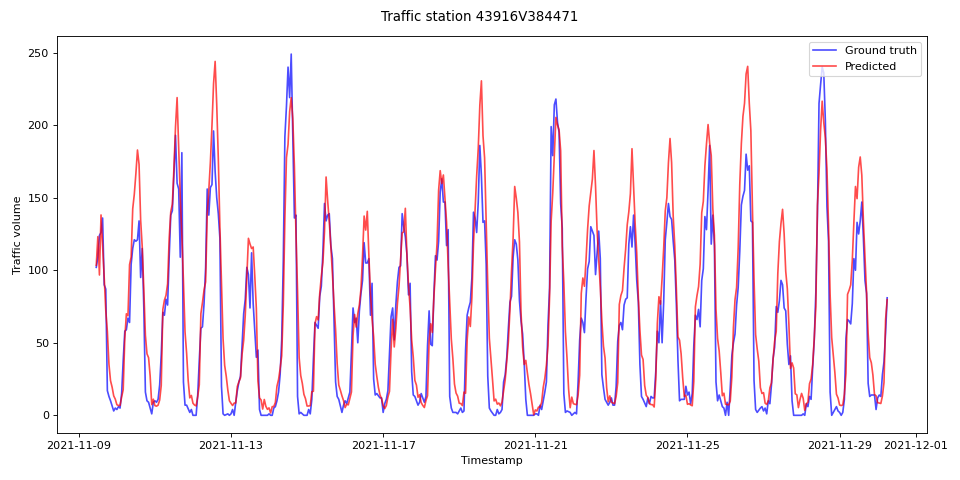 Traffic station 43916V384471
Ground truth
Predicted
Traffic volume
250
200
150
100
50
0
2021-11-09
2021-11-13
2021-11-17
2021-11-21
2021-11-25
2021-11-29
2021-12-01
Timestamp